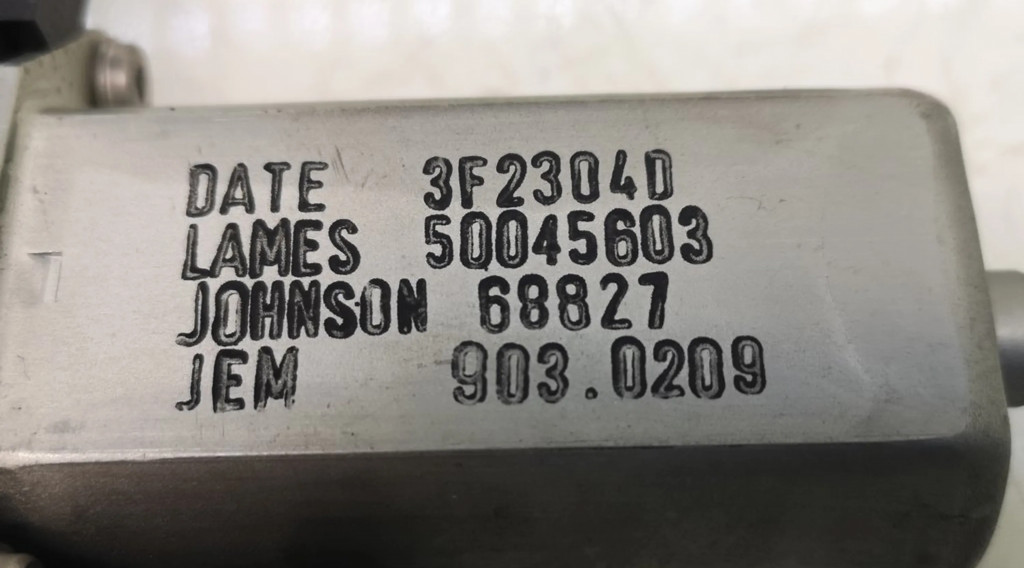 DATE 3F2304D
LAMES 50045603
JOHNSON 68827
JEM 903.0209